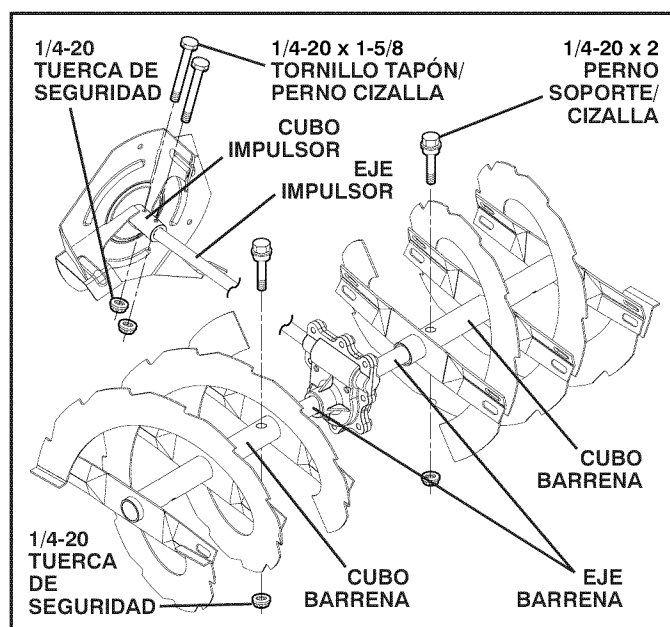 1/4-20
TUERCA DE
SEGURIDAD
1/4-20 x 1-5/8
TORNILLO TAPÓN/
PERNO CIZALLA
1/4-20 x 2
PERNO
SOPORTE/
CIZALLA
CUBO
IMPULSOR
EJE
IMPULSOR
CUBO
BARRENA
1/4-20
TUERCA
DE
SEGURIDAD
CUBO
BARRENA
EJE
BARRENA